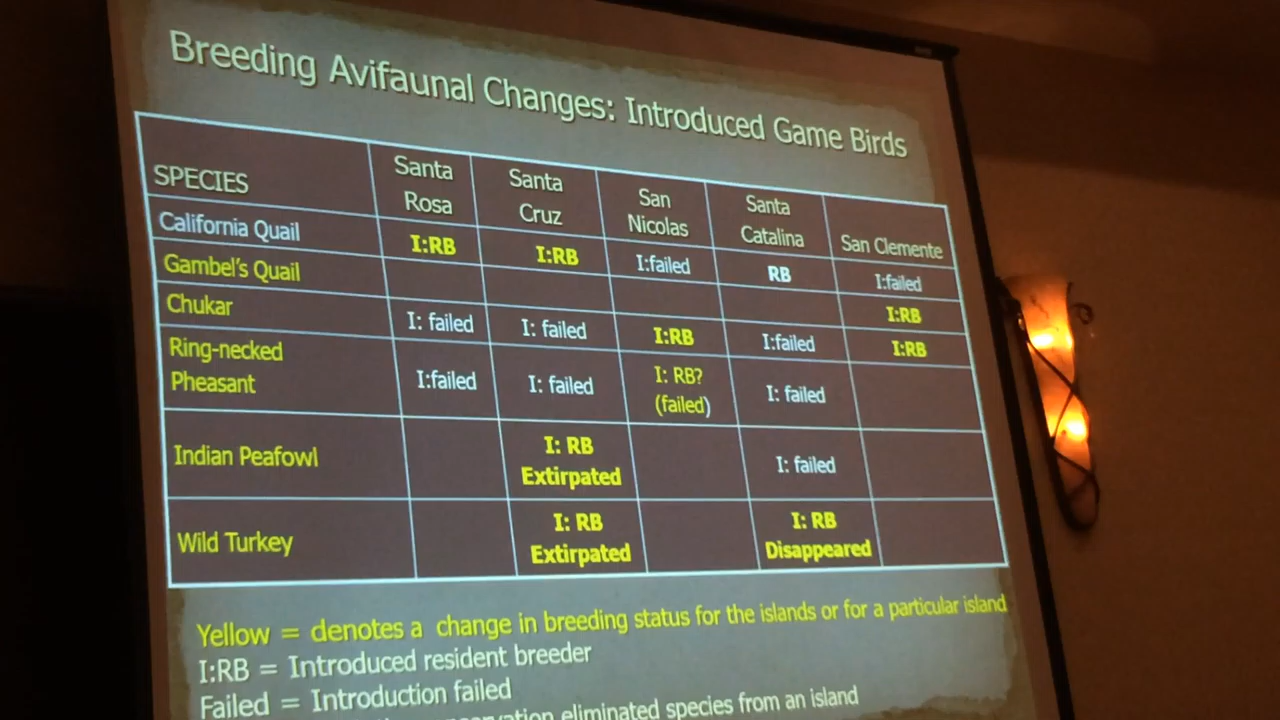 Breeding Avifaunal Changes: Introduced Game Birds
SPECIES Santa Rosa Santa Cruz San Nicolas Santa Catalina San Clemente
California Quail I:RB I:RB I:failed RB I:failed
Gambel's Quail I:RB
Chukar I: failed I: failed I:RB I:failed I:RB
Ring-necked Pheasant I:failed I: failed I: RB? (failed) I: failed
Indian Peafowl I: RB Extirpated I: failed
Wild Turkey I: RB Extirpated I: RB Disappeared
Yellow = denotes a change in breeding status for the islands or for a particular island
I:RB = Introduced resident breeder
Failed = Introduction failed
eliminated species from an island